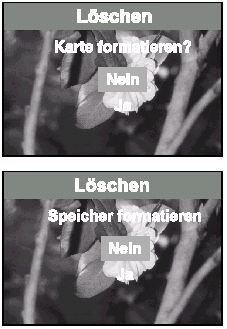 Löschen
Karte formatieren?
Nein
Ja
Löschen
Speicher formatieren
Nein
Ja